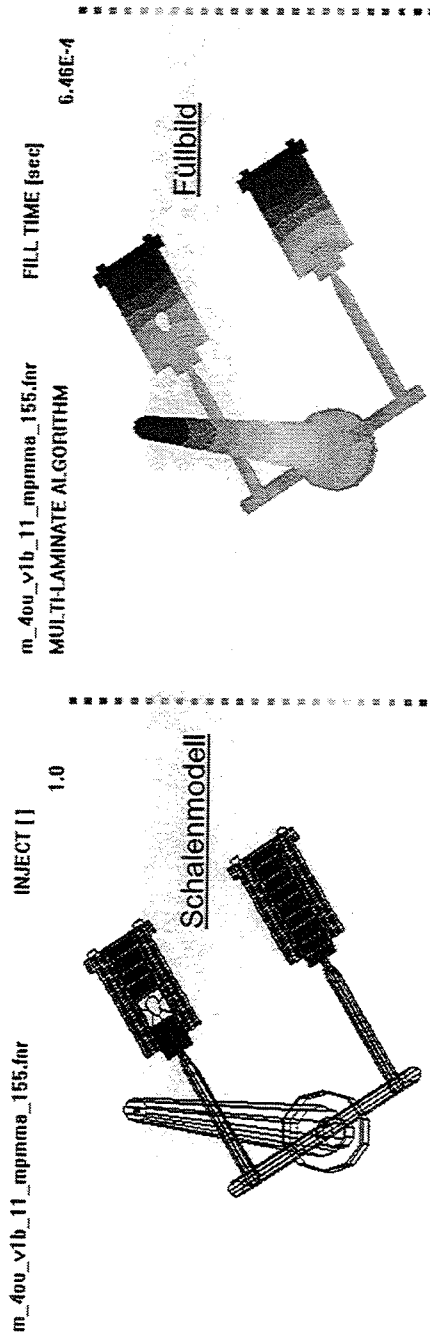 m_4ou_v1b_11_mpmma_155.fnr
INJECT [ ]
1.0
Schalenmodell
m_4ou_v1b_11_mpmma_155.fnr
MULTI-LAMINATE ALGORITHM
FILL TIME [sec]
6.46E-4
Füllbild